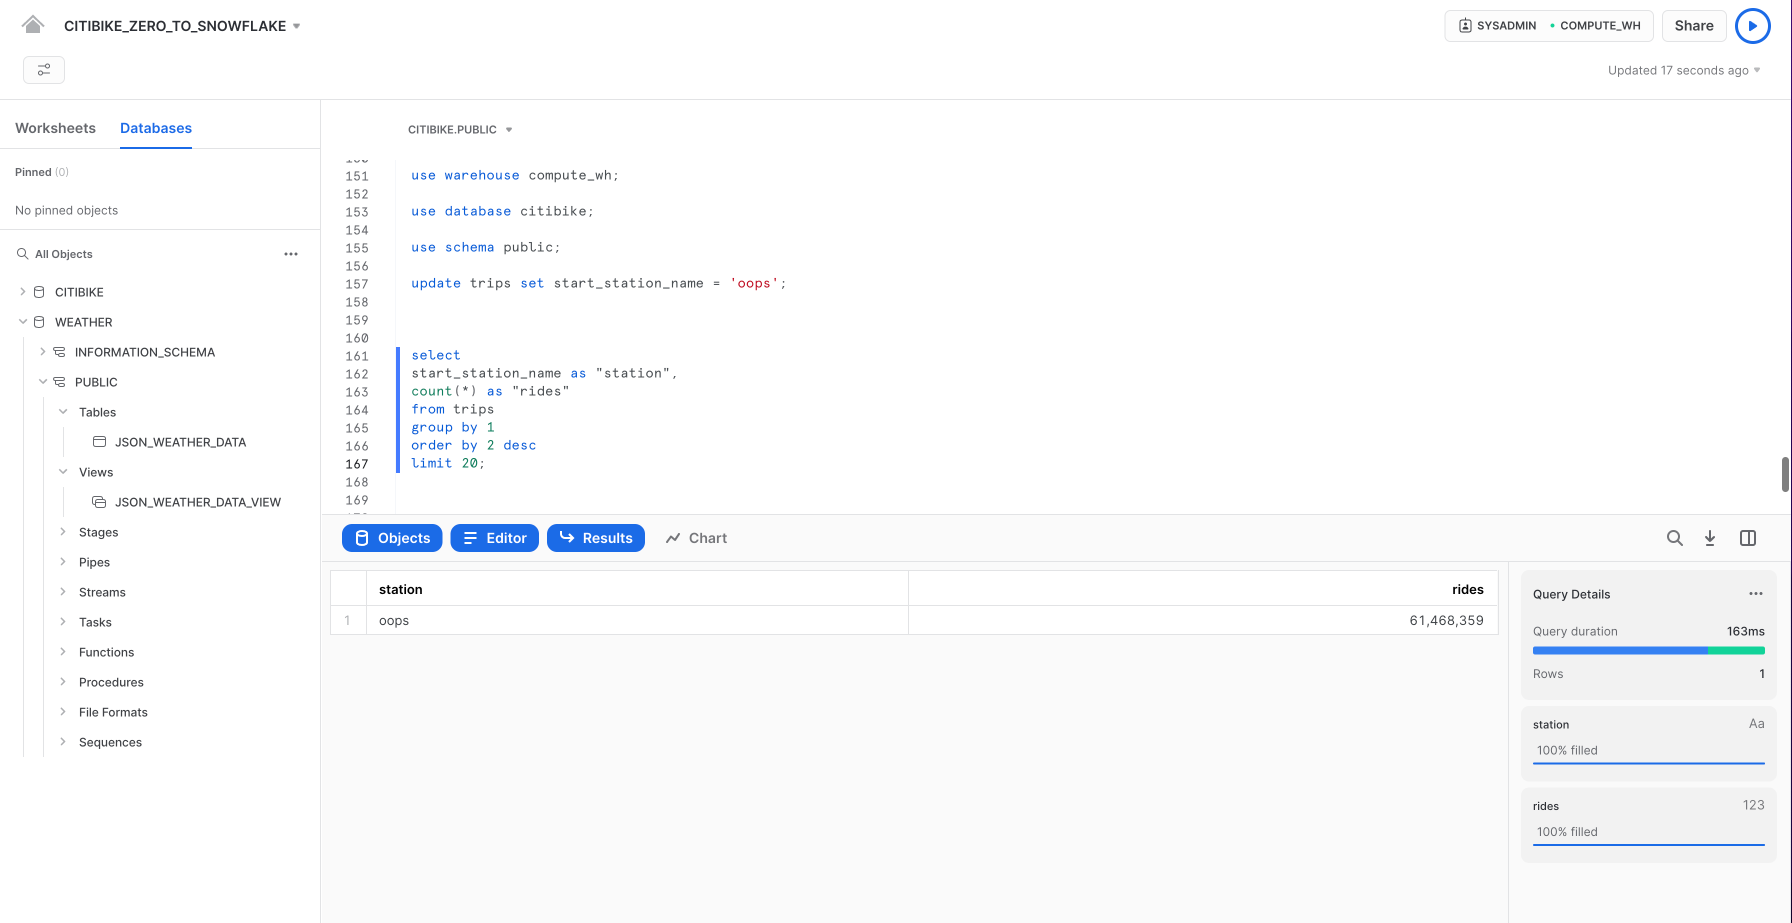 CITIBIKE_ZERO_TO_SNOWFLAKE
SYSADMIN COMPUTE_WH
Share
Updated 17 seconds ago
Worksheets Databases
Pinned (0)
No pinned objects
All Objects
CITIBIKE
WEATHER
INFORMATION_SCHEMA
PUBLIC
Tables
JSON_WEATHER_DATA
Views
JSON_WEATHER_DATA_VIEW
Stages
Pipes
Streams
Tasks
Functions
Procedures
File Formats
Sequences
CITIBIKE.PUBLIC
151 use warehouse compute_wh;
152
153 use database citibike;
154
155 use schema public;
156
157 update trips set start_station_name = 'oops';
158
159
160
161 select
162 start_station_name as "station",
163 count(*) as "rides"
164 from trips
165 group by 1
166 order by 2 desc
167 limit 20;
168
169
Objects Editor Results Chart
station rides
1 oops 61,468,359
Query Details
Query duration 163ms
Rows 1
station Aa
100% filled
rides 123
100% filled